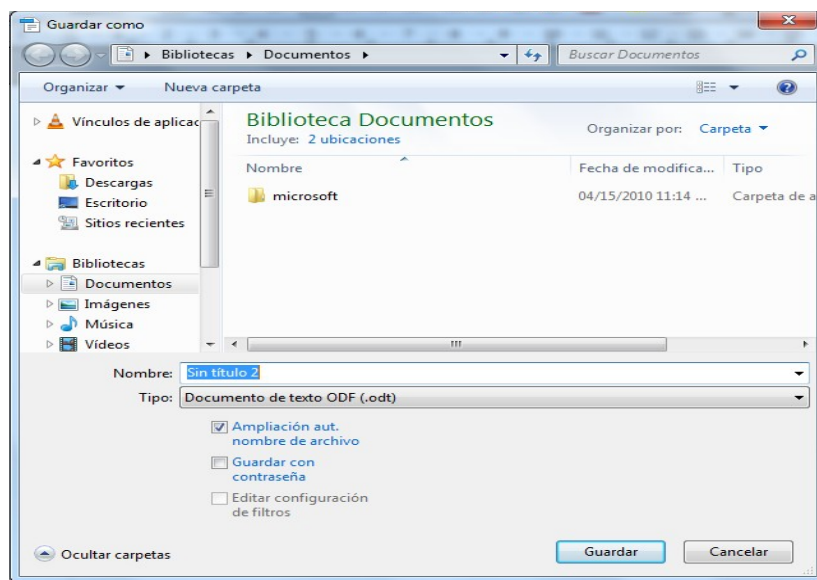 Guardar como
Bibliotecas Documentos
Buscar Documentos
Organizar
Nueva carpeta
Vínculos de aplicac
Favoritos
Descargas
Escritorio
Sitios recientes
Bibliotecas
Documentos
Imágenes
Música
Vídeos
Biblioteca Documentos
Incluye: 2 ubicaciones
Organizar por: Carpeta
Nombre Fecha de modifica... Tipo
microsoft 04/15/2010 11:14 ... Carpeta de a
Nombre: Sin título 2
Tipo: Documento de texto ODF (.odt)
Ampliación aut.
nombre de archivo
Guardar con
contraseña
Editar configuración
de filtros
Ocultar carpetas
Guardar
Cancelar